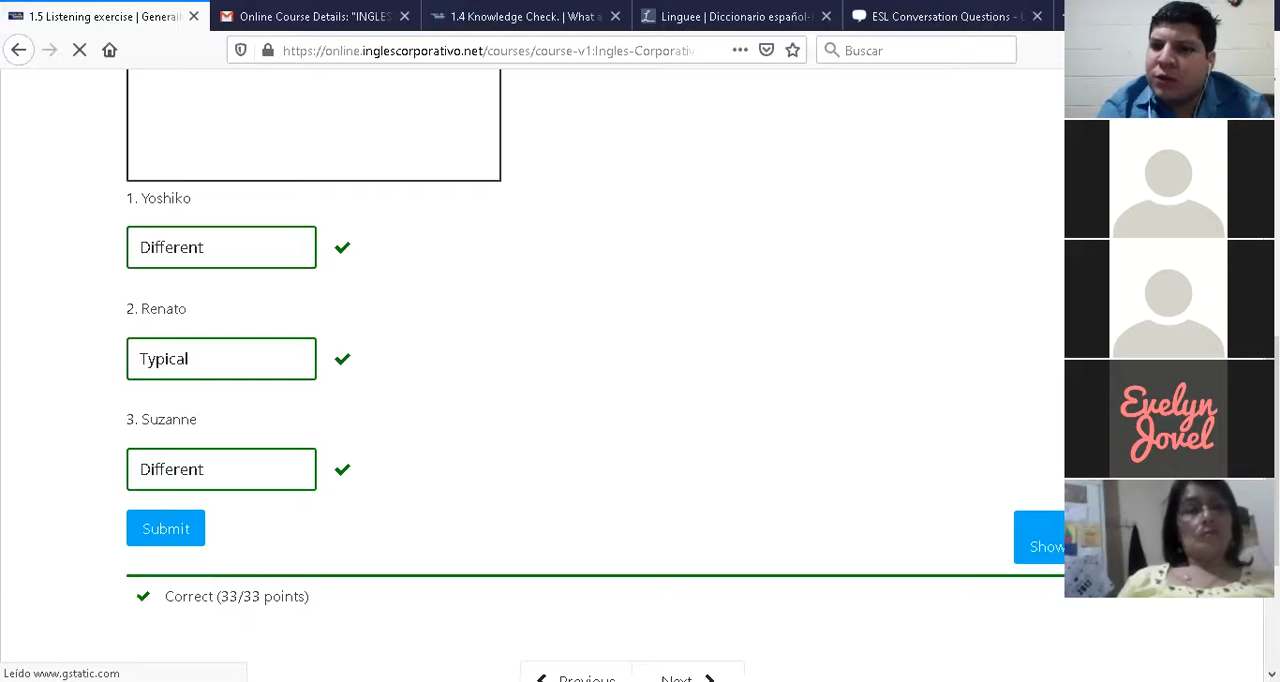 1.5 Listening exercise | General
Online Course Details: "INGLES
1.4 Knowledge Check. | What a
Linguee | Diccionario español-i
ESL Conversation Questions -
https://online.inglescorporativo.net/courses/course-v1:Ingles-Corporativ
Buscar
1. Yoshiko
Different
2. Renato
Typical
3. Suzanne
Different
Submit
Show
Correct (33/33 points)
Evelyn
Jovel
Leído www.gstatic.com
Previous
Next